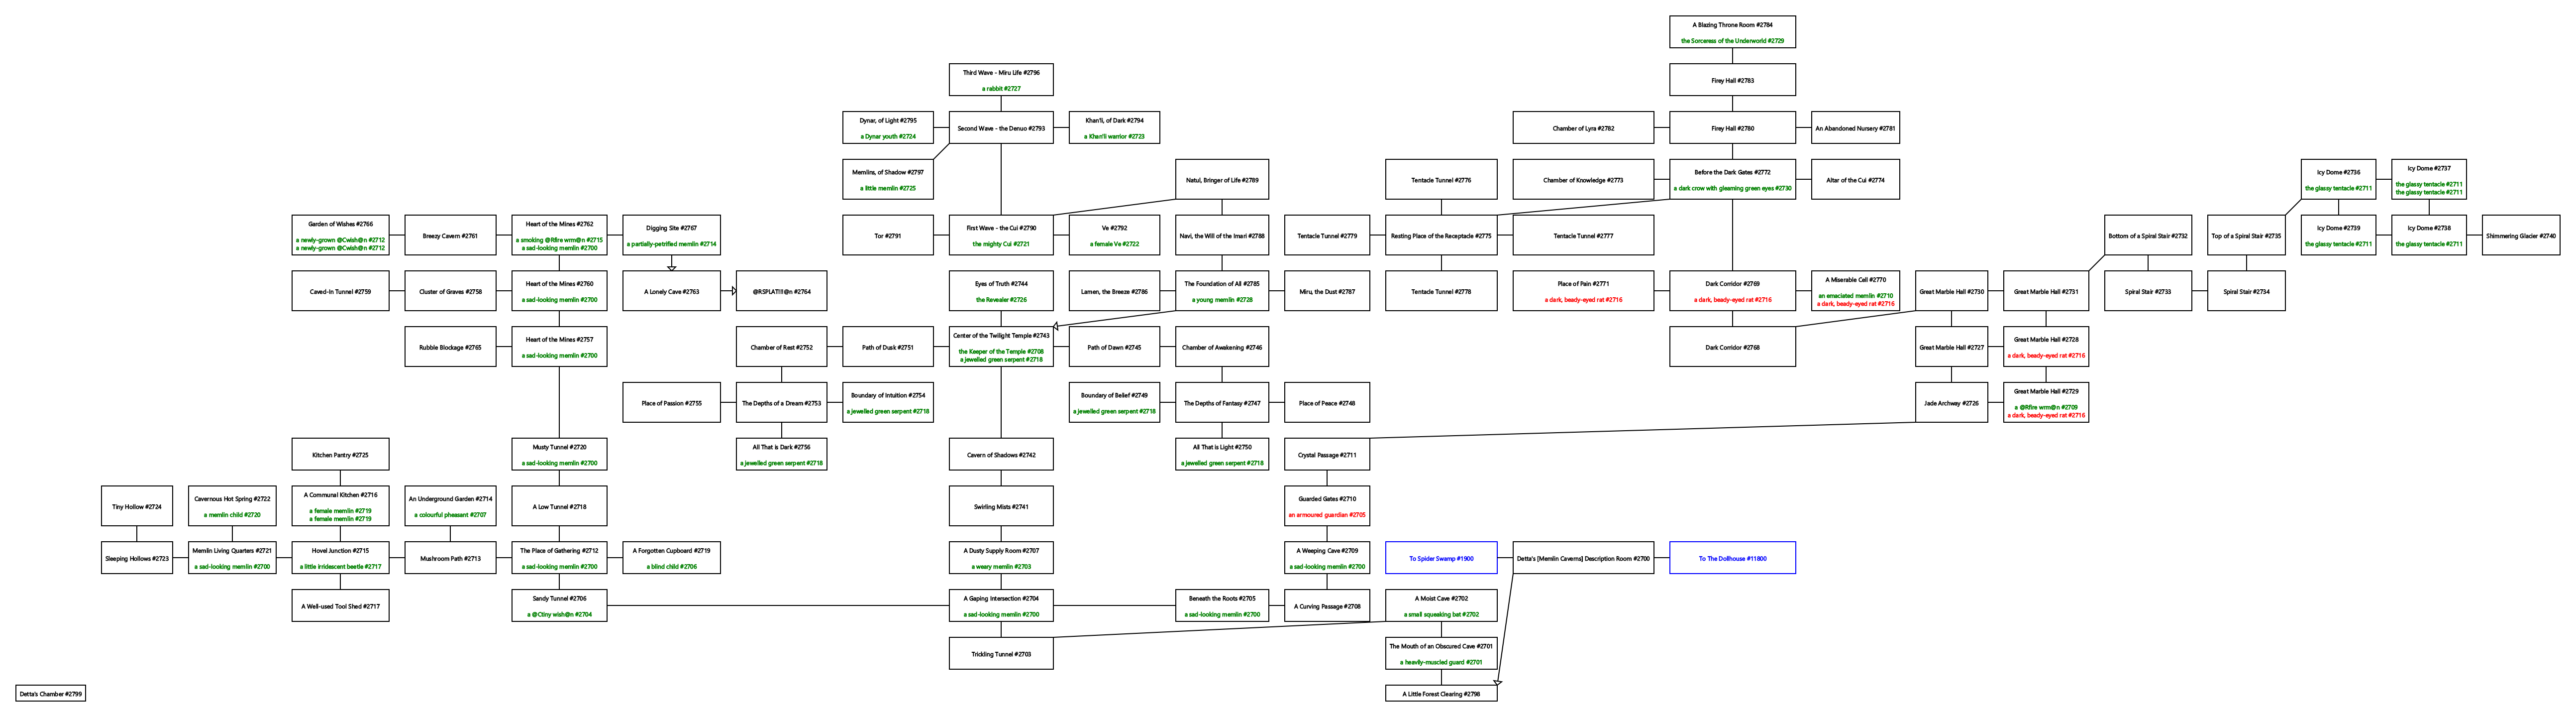 A Blazing Throne Room #2784
the Sorceress of the Underworld #2729
Third Wave - Miru Life #2796
a rabbit #2727
Firey Hall #2783
Dynar, of Light #2795
a Dynar youth #2724
Second Wave - the Denuo #2793
Khan'li, of Dark #2794
a Khan'li warrior #2723
Chamber of Lyra #2782
Firey Hall #2780
An Abandoned Nursery #2781
Memlins, of Shadow #2797
a little memlin #2725
Natul, Bringer of Life #2789
Tentacle Tunnel #2776
Chamber of Knowledge #2773
Before the Dark Gates #2772
a dark crow with gleaming green eyes #2730
Altar of the Cui #2774
Icy Dome #2736
the glassy tentacle #2711
Icy Dome #2737
the glassy tentacle #2711
the glassy tentacle #2711
Garden of Wishes #2766
a newly-grown @Cwish@n #2712
a newly-grown @Cwish@n #2712
Breezy Cavern #2761
Heart of the Mines #2762
a smoking @Rfire wrm@n #2715
a sad-looking memlin #2700
Digging Site #2767
a partially-petrified memlin #2714
Tor #2791
First Wave - the Cui #2790
the mighty Cui #2721
Ve #2792
a female Ve #2722
Navi, the Will of the Imari #2788
Tentacle Tunnel #2779
Resting Place of the Receptacle #2775
Tentacle Tunnel #2777
Bottom of a Spiral Stair #2732
Top of a Spiral Stair #2735
Icy Dome #2739
the glassy tentacle #2711
Icy Dome #2738
the glassy tentacle #2711
Shimmering Glacier #2740
Caved-In Tunnel #2759
Cluster of Graves #2758
Heart of the Mines #2760
a sad-looking memlin #2700
A Lonely Cave #2763
@RSPLAT!!!@n #2764
Eyes of Truth #2744
the Revealer #2726
Lamen, the Breeze #2786
The Foundation of All #2785
a young memlin #2728
Miru, the Dust #2787
Tentacle Tunnel #2778
Place of Pain #2771
a dark, beady-eyed rat #2716
Dark Corridor #2769
a dark, beady-eyed rat #2716
A Miserable Cell #2770
an emaciated memlin #2710
a dark, beady-eyed rat #2716
Great Marble Hall #2730
Great Marble Hall #2731
Spiral Stair #2733
Spiral Stair #2734
Rubble Blockage #2765
Heart of the Mines #2757
a sad-looking memlin #2700
Chamber of Rest #2752
Path of Dusk #2751
Center of the Twilight Temple #2743
the Keeper of the Temple #2708
a jewelled green serpent #2718
Path of Dawn #2745
Chamber of Awakening #2746
Dark Corridor #2768
Great Marble Hall #2727
Great Marble Hall #2728
a dark, beady-eyed rat #2716
Place of Passion #2755
The Depths of a Dream #2753
Boundary of Intuition #2754
a jewelled green serpent #2718
Boundary of Belief #2749
a jewelled green serpent #2718
The Depths of Fantasy #2747
Place of Peace #2748
Jade Archway #2726
Great Marble Hall #2729
a @Rfire wrm@n #2709
a dark, beady-eyed rat #2716
Kitchen Pantry #2725
Musty Tunnel #2720
a sad-looking memlin #2700
All That is Dark #2756
a jewelled green serpent #2718
Cavern of Shadows #2742
All That is Light #2750
a jewelled green serpent #2718
Crystal Passage #2711
Tiny Hollow #2724
Cavernous Hot Spring #2722
a memlin child #2720
A Communal Kitchen #2716
a female memlin #2719
a female memlin #2719
An Underground Garden #2714
a colourful pheasant #2707
A Low Tunnel #2718
Swirling Mists #2741
Guarded Gates #2710
an armoured guardian #2705
Sleeping Hollows #2723
Memlin Living Quarters #2721
a sad-looking memlin #2700
Hovel Junction #2715
a little irridescent beetle #2717
Mushroom Path #2713
The Place of Gathering #2712
a sad-looking memlin #2700
A Forgotten Cupboard #2719
a blind child #2706
A Dusty Supply Room #2707
a weary memlin #2703
A Weeping Cave #2709
a sad-looking memlin #2700
To Spider Swamp #1900
Detta's [Memlin Caverns] Description Room #2700
To The Dollhouse #11800
A Well-used Tool Shed #2717
Sandy Tunnel #2706
a @Ctiny wish@n #2704
A Gaping Intersection #2704
a sad-looking memlin #2700
Beneath the Roots #2705
a sad-looking memlin #2700
A Curving Passage #2708
A Moist Cave #2702
a small squeaking bat #2702
Trickling Tunnel #2703
The Mouth of an Obscured Cave #2701
a heavily-muscled guard #2701
Detta's Chamber #2799
A Little Forest Clearing #2798